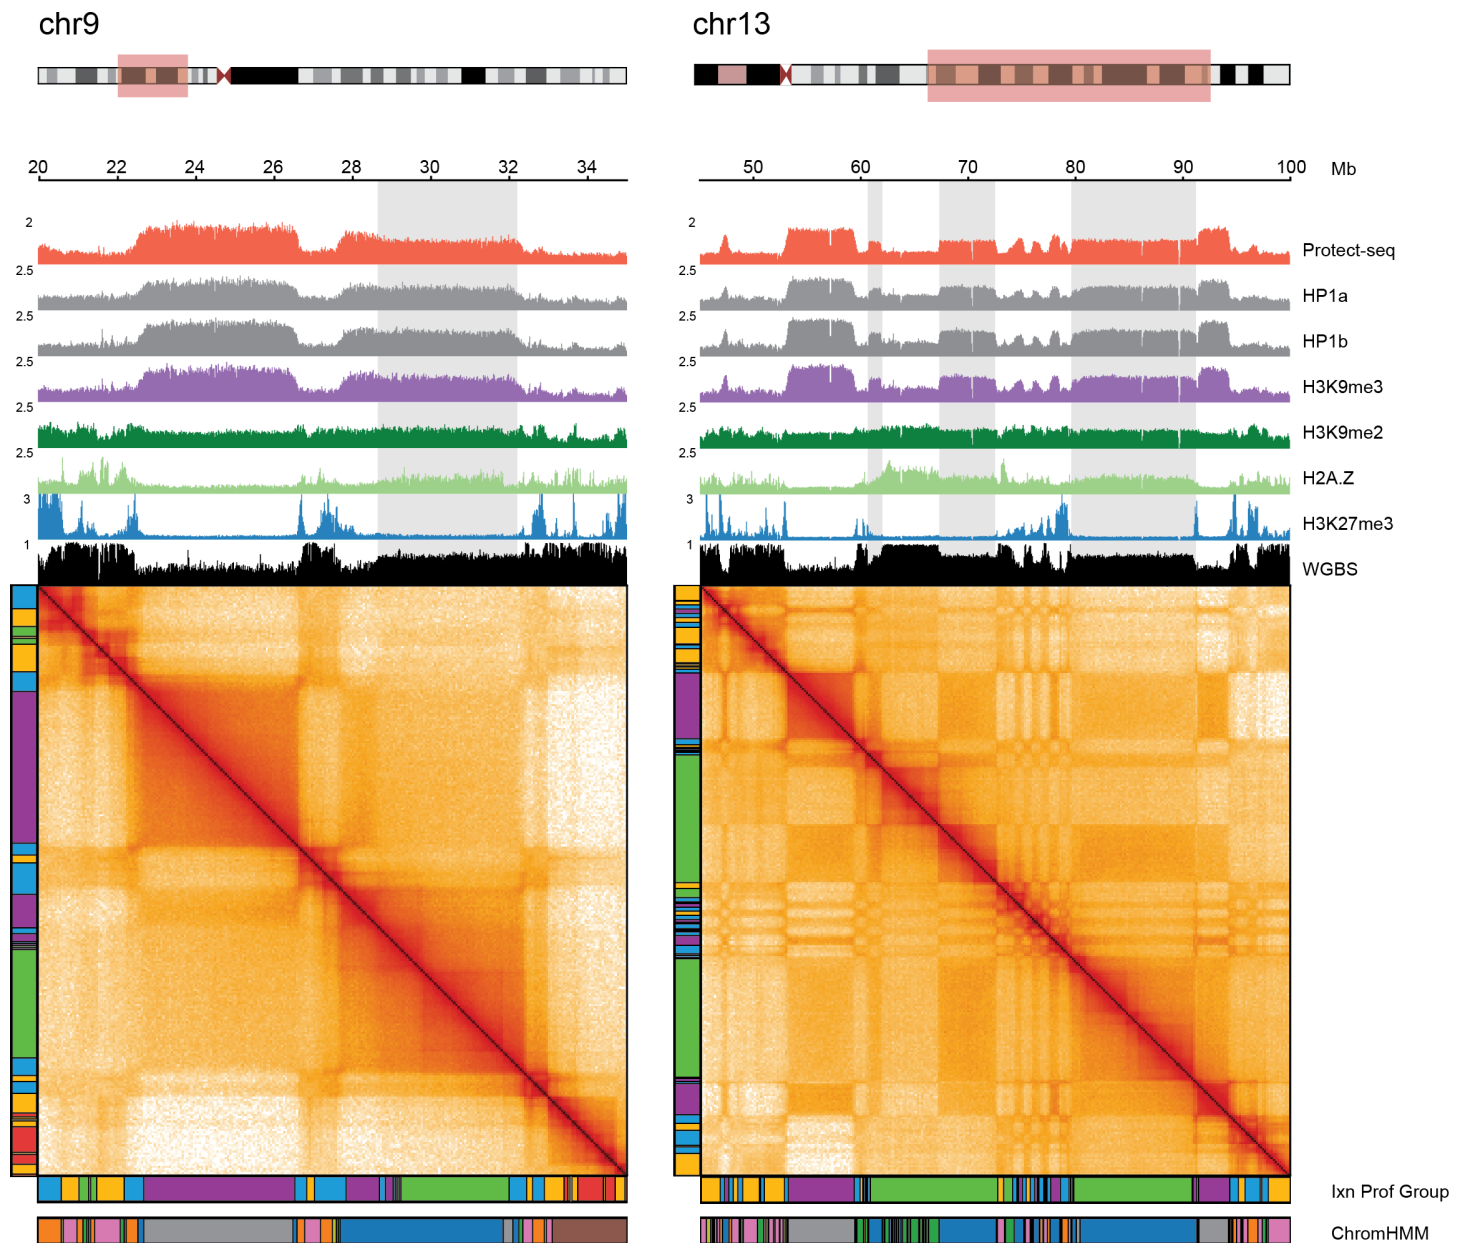 chr9 chr13
20 22 24 26 28 30 32 34 50 60 70 80 90 100 Mb
2 2 Protect-seq
2.5 2.5 HP1a
2.5 2.5 HP1b
2.5 2.5 H3K9me3
2.5 2.5 H3K9me2
2.5 2.5 H2A.Z
3 3 H3K27me3
1 1 WGBS
Ixn Prof Group
ChromHMM